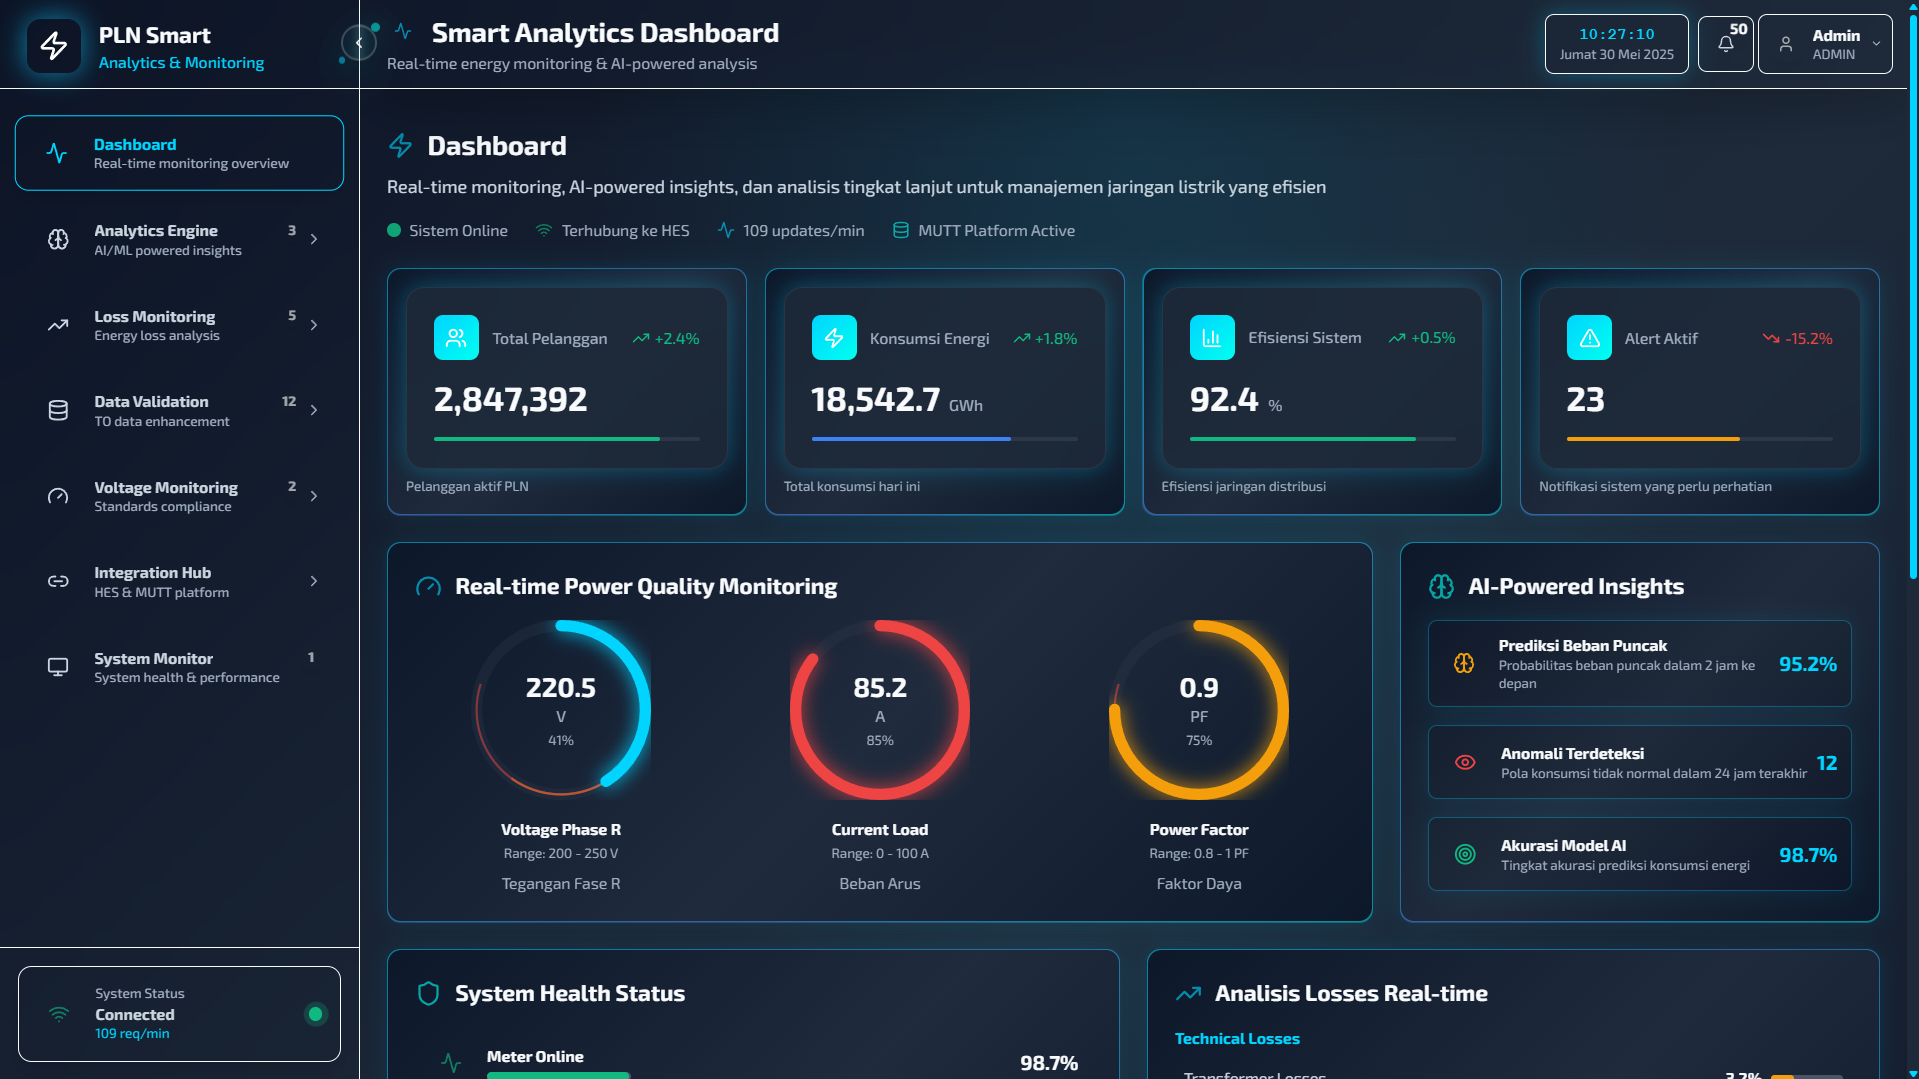 PLN Smart
Analytics & Monitoring
Smart Analytics Dashboard
Real-time energy monitoring & AI-powered analysis
10:27:10
Jumat 30 Mei 2025
50
Admin
ADMIN
Dashboard
Real-time monitoring overview
Analytics Engine
AI/ML powered insights
3
Loss Monitoring
Energy loss analysis
5
Data Validation
TO data enhancement
12
Voltage Monitoring
Standards compliance
2
Integration Hub
HES & MUTT platform
System Monitor
System health & performance
1
System Status
Connected
109 req/min
Dashboard
Real-time monitoring, AI-powered insights, dan analisis tingkat lanjut untuk manajemen jaringan listrik yang efisien
Sistem Online
Terhubung ke HES
109 updates/min
MUTT Platform Active
Total Pelanggan
+2.4%
2,847,392
Pelanggan aktif PLN
Konsumsi Energi
+1.8%
18,542.7 GWh
Total konsumsi hari ini
Efisiensi Sistem
+0.5%
92.4 %
Efisiensi jaringan distribusi
Alert Aktif
-15.2%
23
Notifikasi sistem yang perlu perhatian
Real-time Power Quality Monitoring
220.5
V
41%
Voltage Phase R
Range: 200 - 250 V
Tegangan Fase R
85.2
A
85%
Current Load
Range: 0 - 100 A
Beban Arus
0.9
PF
75%
Power Factor
Range: 0.8 - 1 PF
Faktor Daya
AI-Powered Insights
Prediksi Beban Puncak
Probabilitas beban puncak dalam 2 jam ke
depan
95.2%
Anomali Terdeteksi
Pola konsumsi tidak normal dalam 24 jam terakhir
12
Akurasi Model AI
Tingkat akurasi prediksi konsumsi energi
98.7%
System Health Status
Meter Online
98.7%
Analisis Losses Real-time
Technical Losses
Transformer Losses
3.2%